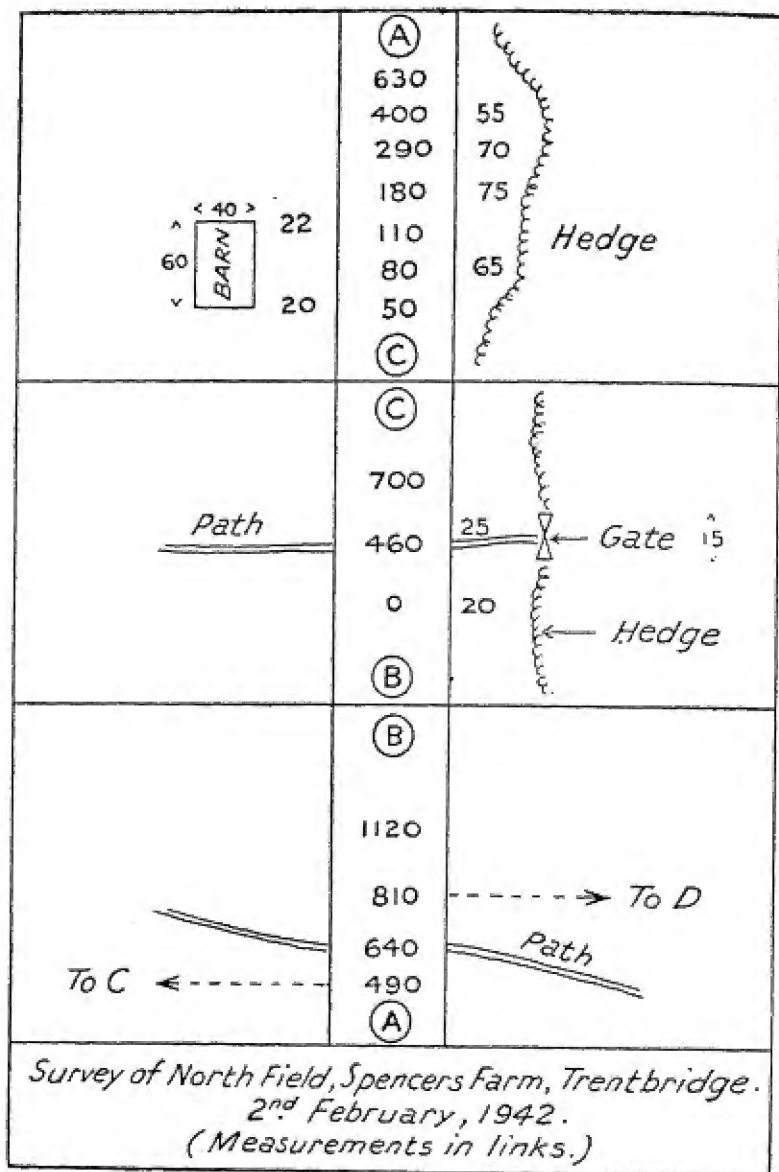 A
630
400 55
290 70
180 75
< 40 > 22 110 Hedge
60 BARN 80 65
20 50
C
C
700
Path 460 25 Gate 15
0 20
Hedge
B
B
1120
810 To D
640 Path
To C 490
A
Survey of North Field, Spencers Farm, Trentbridge.
2nd February, 1942.
(Measurements in links.)